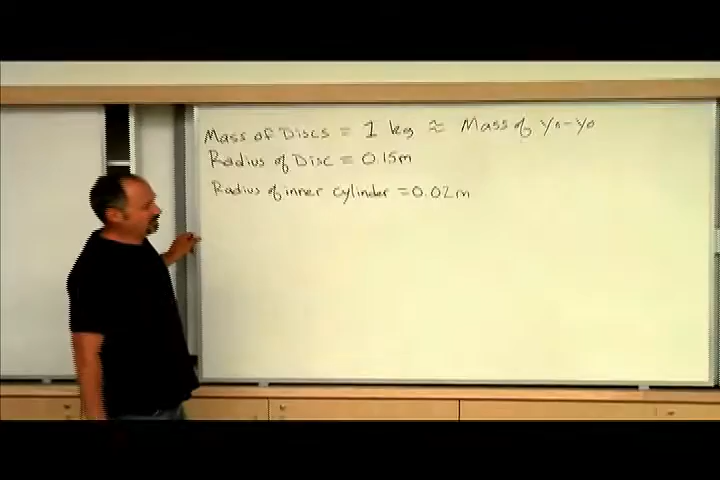 Mass of Discs = 1 kg ≈ Mass of yo-yo
Radius of Disc = 0.15m
Radius of inner cylinder = 0.02m